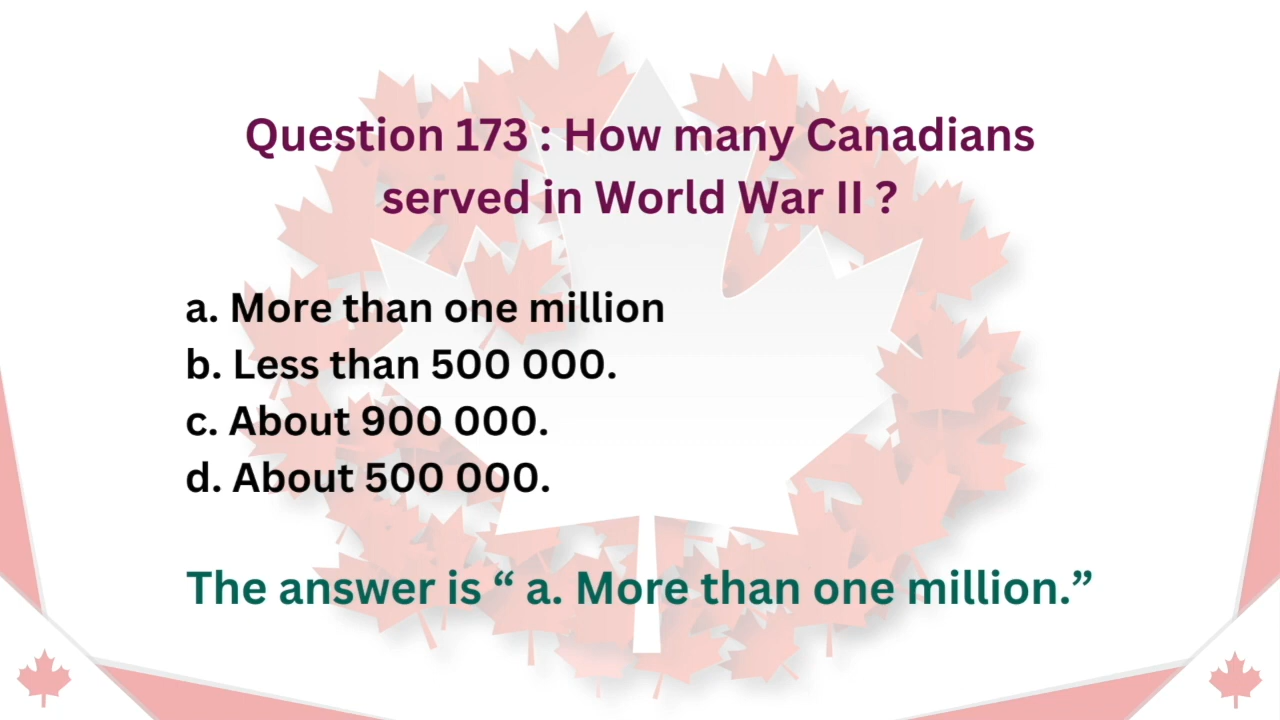 Question 173 : How many Canadians
served in World War II ?
a. More than one million
b. Less than 500 000.
c. About 900 000.
d. About 500 000.
The answer is “ a. More than one million.”